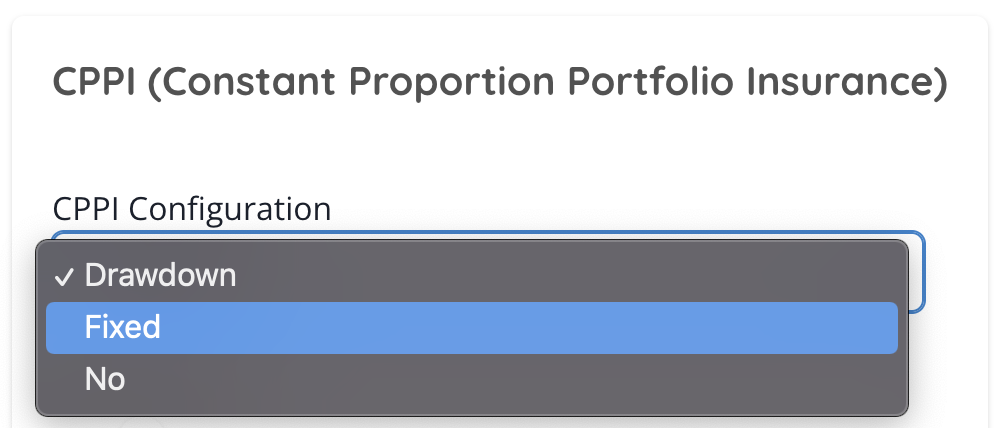 CPPI (Constant Proportion Portfolio Insurance)
CPPI Configuration
✓ Drawdown
Fixed
No